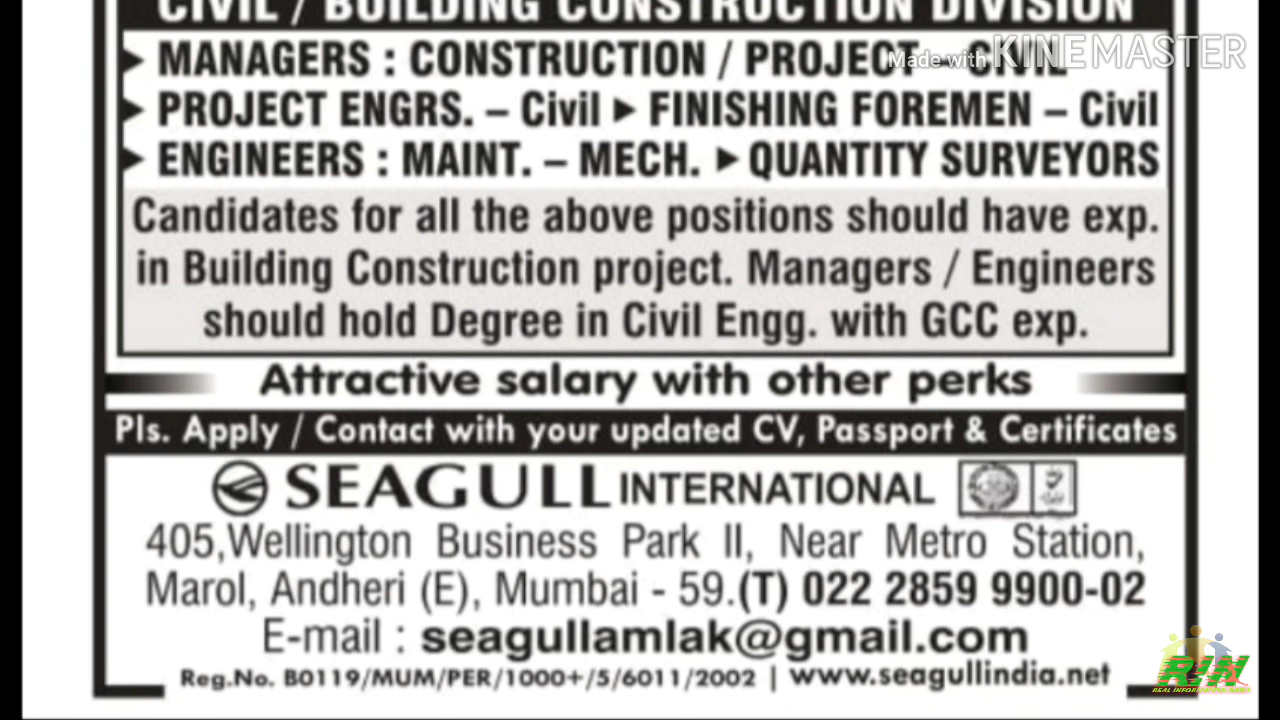 CIVIL / BUILDING CONSTRUCTION DIVISION
▶ MANAGERS : CONSTRUCTION / PROJECT – CIVIL
Made with KINEMASTER
▶ PROJECT ENGRS. – Civil ▶ FINISHING FOREMEN – Civil
▶ ENGINEERS : MAINT. – MECH. ▶ QUANTITY SURVEYORS
Candidates for all the above positions should have exp.
in Building Construction project. Managers / Engineers
should hold Degree in Civil Engg. with GCC exp.
Attractive salary with other perks
Pls. Apply / Contact with your updated CV, Passport & Certificates
SEAGULL INTERNATIONAL
405,Wellington Business Park II, Near Metro Station,
Marol, Andheri (E), Mumbai - 59.(T) 022 2859 9900-02
E-mail : seagullamlak@gmail.com
Reg.No. B0119/MUM/PER/1000+/5/6011/2002 | www.seagullindia.net